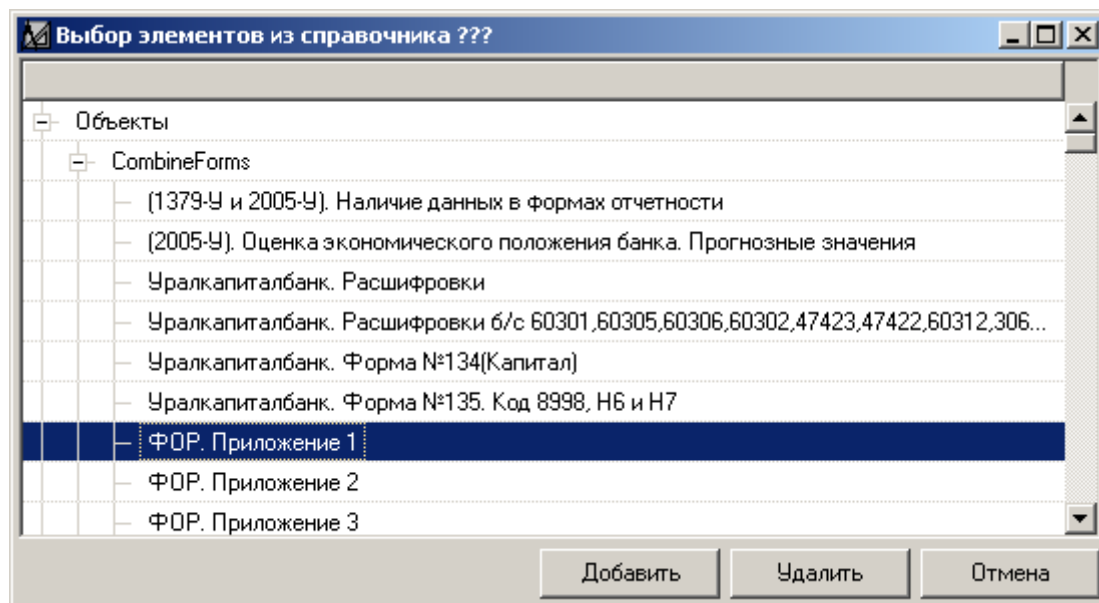 Выбор элементов из справочника ???
Объекты
CombineForms
(1379-У и 2005-У). Наличие данных в формах отчетности
(2005-У). Оценка экономического положения банка. Прогнозные значения
Уралкапиталбанк. Расшифровки
Уралкапиталбанк. Расшифровки б/с 60301,60305,60306,60302,47423,47422,60312,306...
Уралкапиталбанк. Форма №134(Капитал)
Уралкапиталбанк. Форма №135. Код 8998, Н6 и Н7
ФОР. Приложение 1
ФОР. Приложение 2
ФОР. Приложение 3
Добавить Удалить Отмена